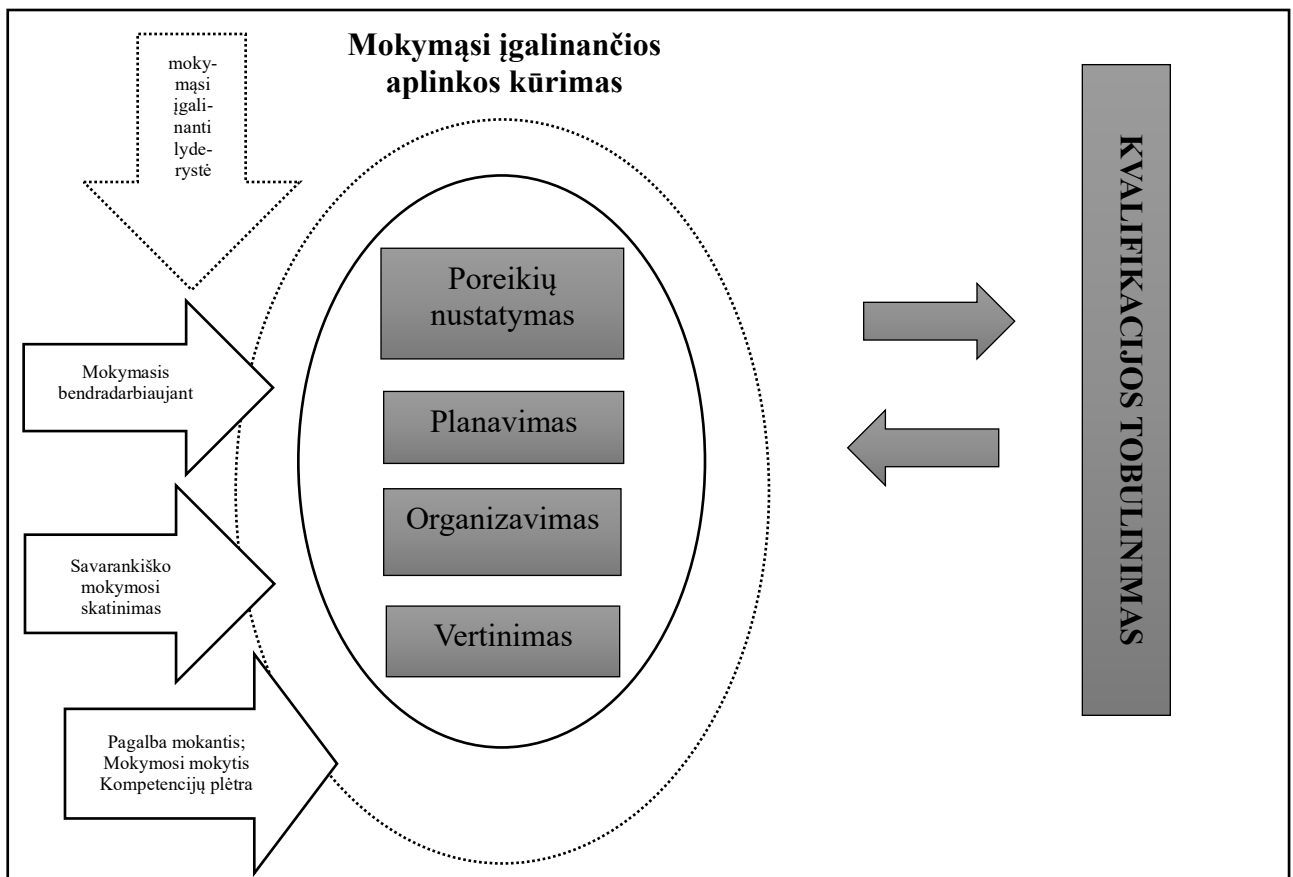 Mokymąsi įgalinančios
aplinkos kūrimas
moky-
mąsi
įgali-
nanti
lyde-
rystė
Mokymasis
bendradarbiaujant
Savarankiško
mokymosi
skatinimas
Pagalba mokantis;
Mokymosi mokytis
Kompetencijų plėtra
Poreikių
nustatymas
Planavimas
Organizavimas
Vertinimas
KVALIFIKACIJOS TOBULINIMAS